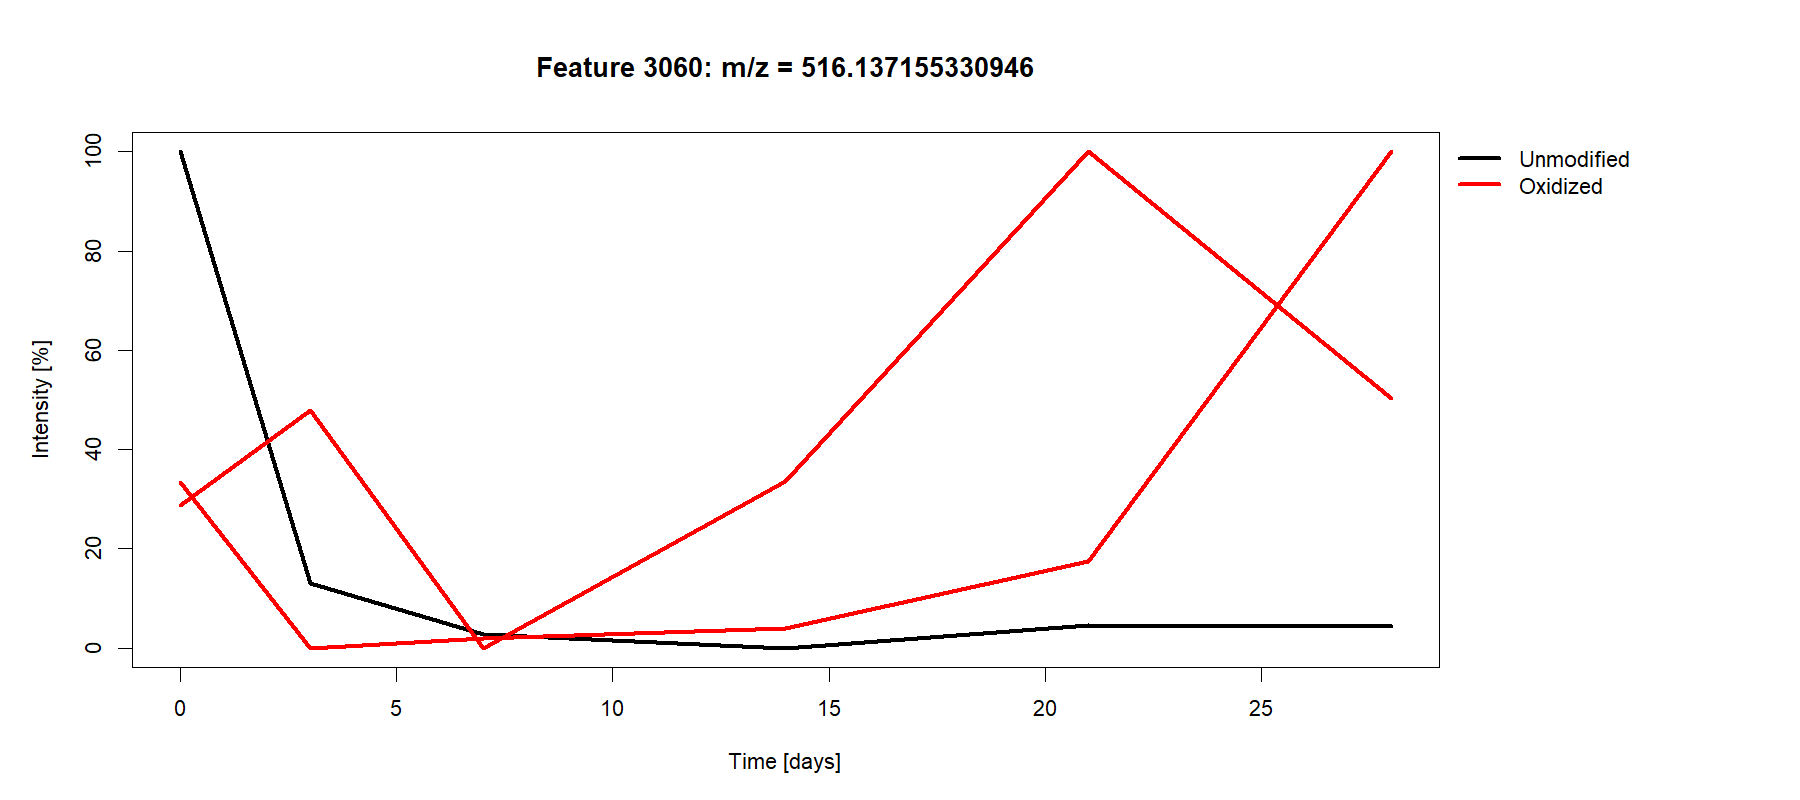 Feature 3060: m/z = 516.137155330946
Unmodified
Oxidized
Intensity [%]
100
80
60
40
20
0
0 5 10 15 20 25
Time [days]